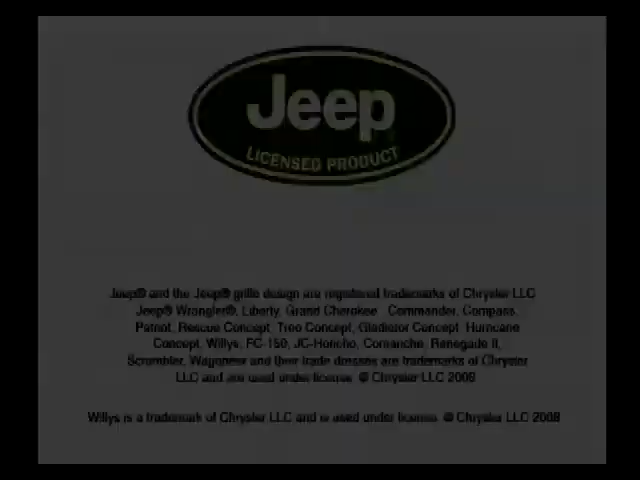 Jeep
LICENSED PRODUCT
Jeep® and the Jeep® grille design are registered trademarks of Chrysler LLC
Jeep® Wrangler®, Liberty, Grand Cherokee, Commander, Compass,
Patriot, Rescue Concept, Treo Concept, Gladiator Concept, Hurricane
Concept, Willys, FC-150, JC-Honcho, Comanche, Renegade II,
Scrambler, Wagoneer and their trade dresses are trademarks of Chrysler
LLC and are used under license. © Chrysler LLC 2008
Willys is a trademark of Chrysler LLC and is used under license. © Chrysler LLC 2008